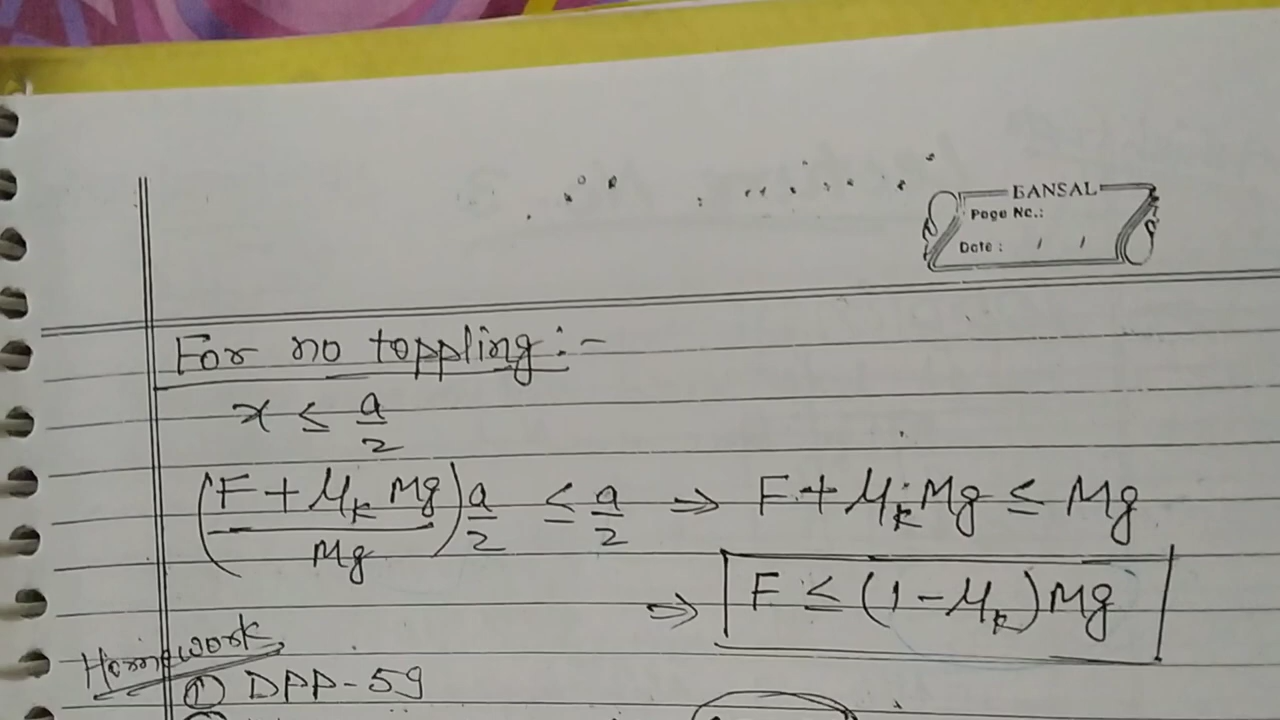 BANSAL
Page No.:
Date : / /
For no toppling :-
x ≤ a/2
((F + μk Mg)/Mg) a/2 ≤ a/2 ⇒ F + μk Mg ≤ Mg
⇒ F ≤ (1 - μk) Mg
Homework
① DPP-59